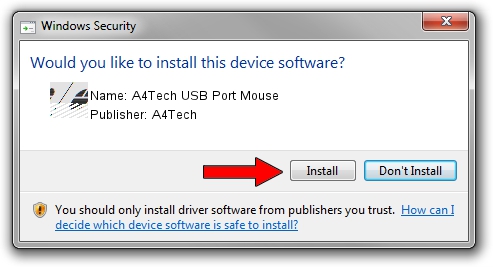 Windows Security
Would you like to install this device software?
Name: A4Tech USB Port Mouse
Publisher: A4Tech
Install
Don't Install
You should only install driver software from publishers you trust. How can I
decide which device software is safe to install?